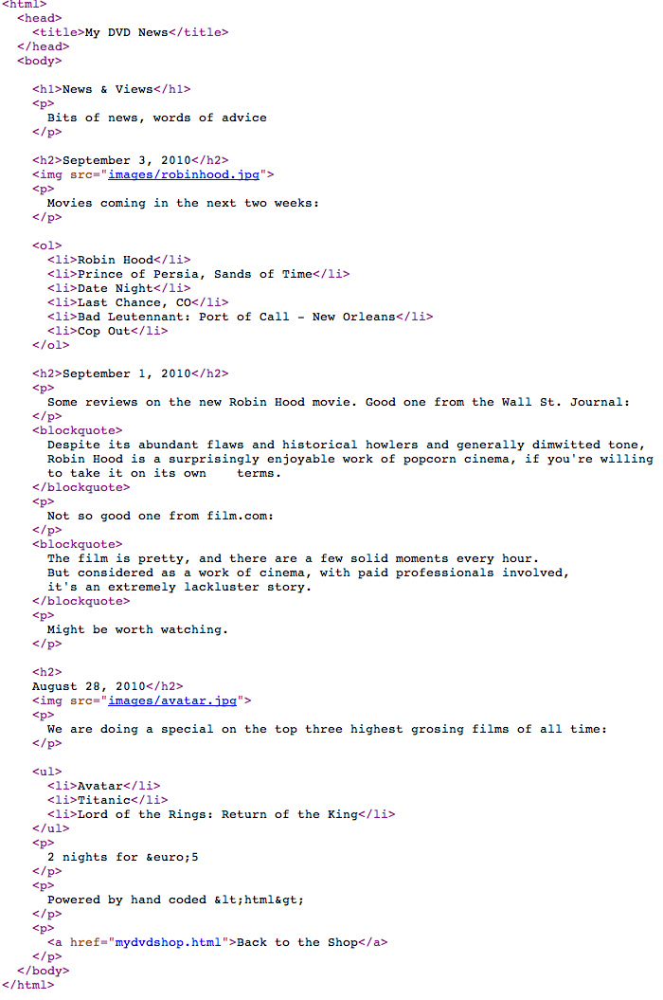 <html>
<head>
<title>My DVD News</title>
</head>
<body>
<h1>News & Views</h1>
<p>
Bits of news, words of advice
</p>
<h2>September 3, 2010</h2>
<img src="images/robinhood.jpg">
<p>
Movies coming in the next two weeks:
</p>
<ol>
<li>Robin Hood</li>
<li>Prince of Persia, Sands of Time</li>
<li>Date Night</li>
<li>Last Chance, CO</li>
<li>Bad Leutennant: Port of Call - New Orleans</li>
<li>Cop Out</li>
</ol>
<h2>September 1, 2010</h2>
<p>
Some reviews on the new Robin Hood movie. Good one from the Wall St. Journal:
</p>
<blockquote>
Despite its abundant flaws and historical howlers and generally dimwitted tone,
Robin Hood is a surprisingly enjoyable work of popcorn cinema, if you're willing
to take it on its own    terms.
</blockquote>
<p>
Not so good one from film.com:
</p>
<blockquote>
The film is pretty, and there are a few solid moments every hour.
But considered as a work of cinema, with paid professionals involved,
it's an extremely lackluster story.
</blockquote>
<p>
Might be worth watching.
</p>
<h2>
August 28, 2010</h2>
<img src="images/avatar.jpg">
<p>
We are doing a special on the top three highest grosing films of all time:
</p>
<ul>
<li>Avatar</li>
<li>Titanic</li>
<li>Lord of the Rings: Return of the King</li>
</ul>
<p>
2 nights for &euro;5
</p>
<p>
Powered by hand coded &lt;html&gt;
</p>
<p>
<a href="mydvdshop.html">Back to the Shop</a>
</p>
</body>
</html>